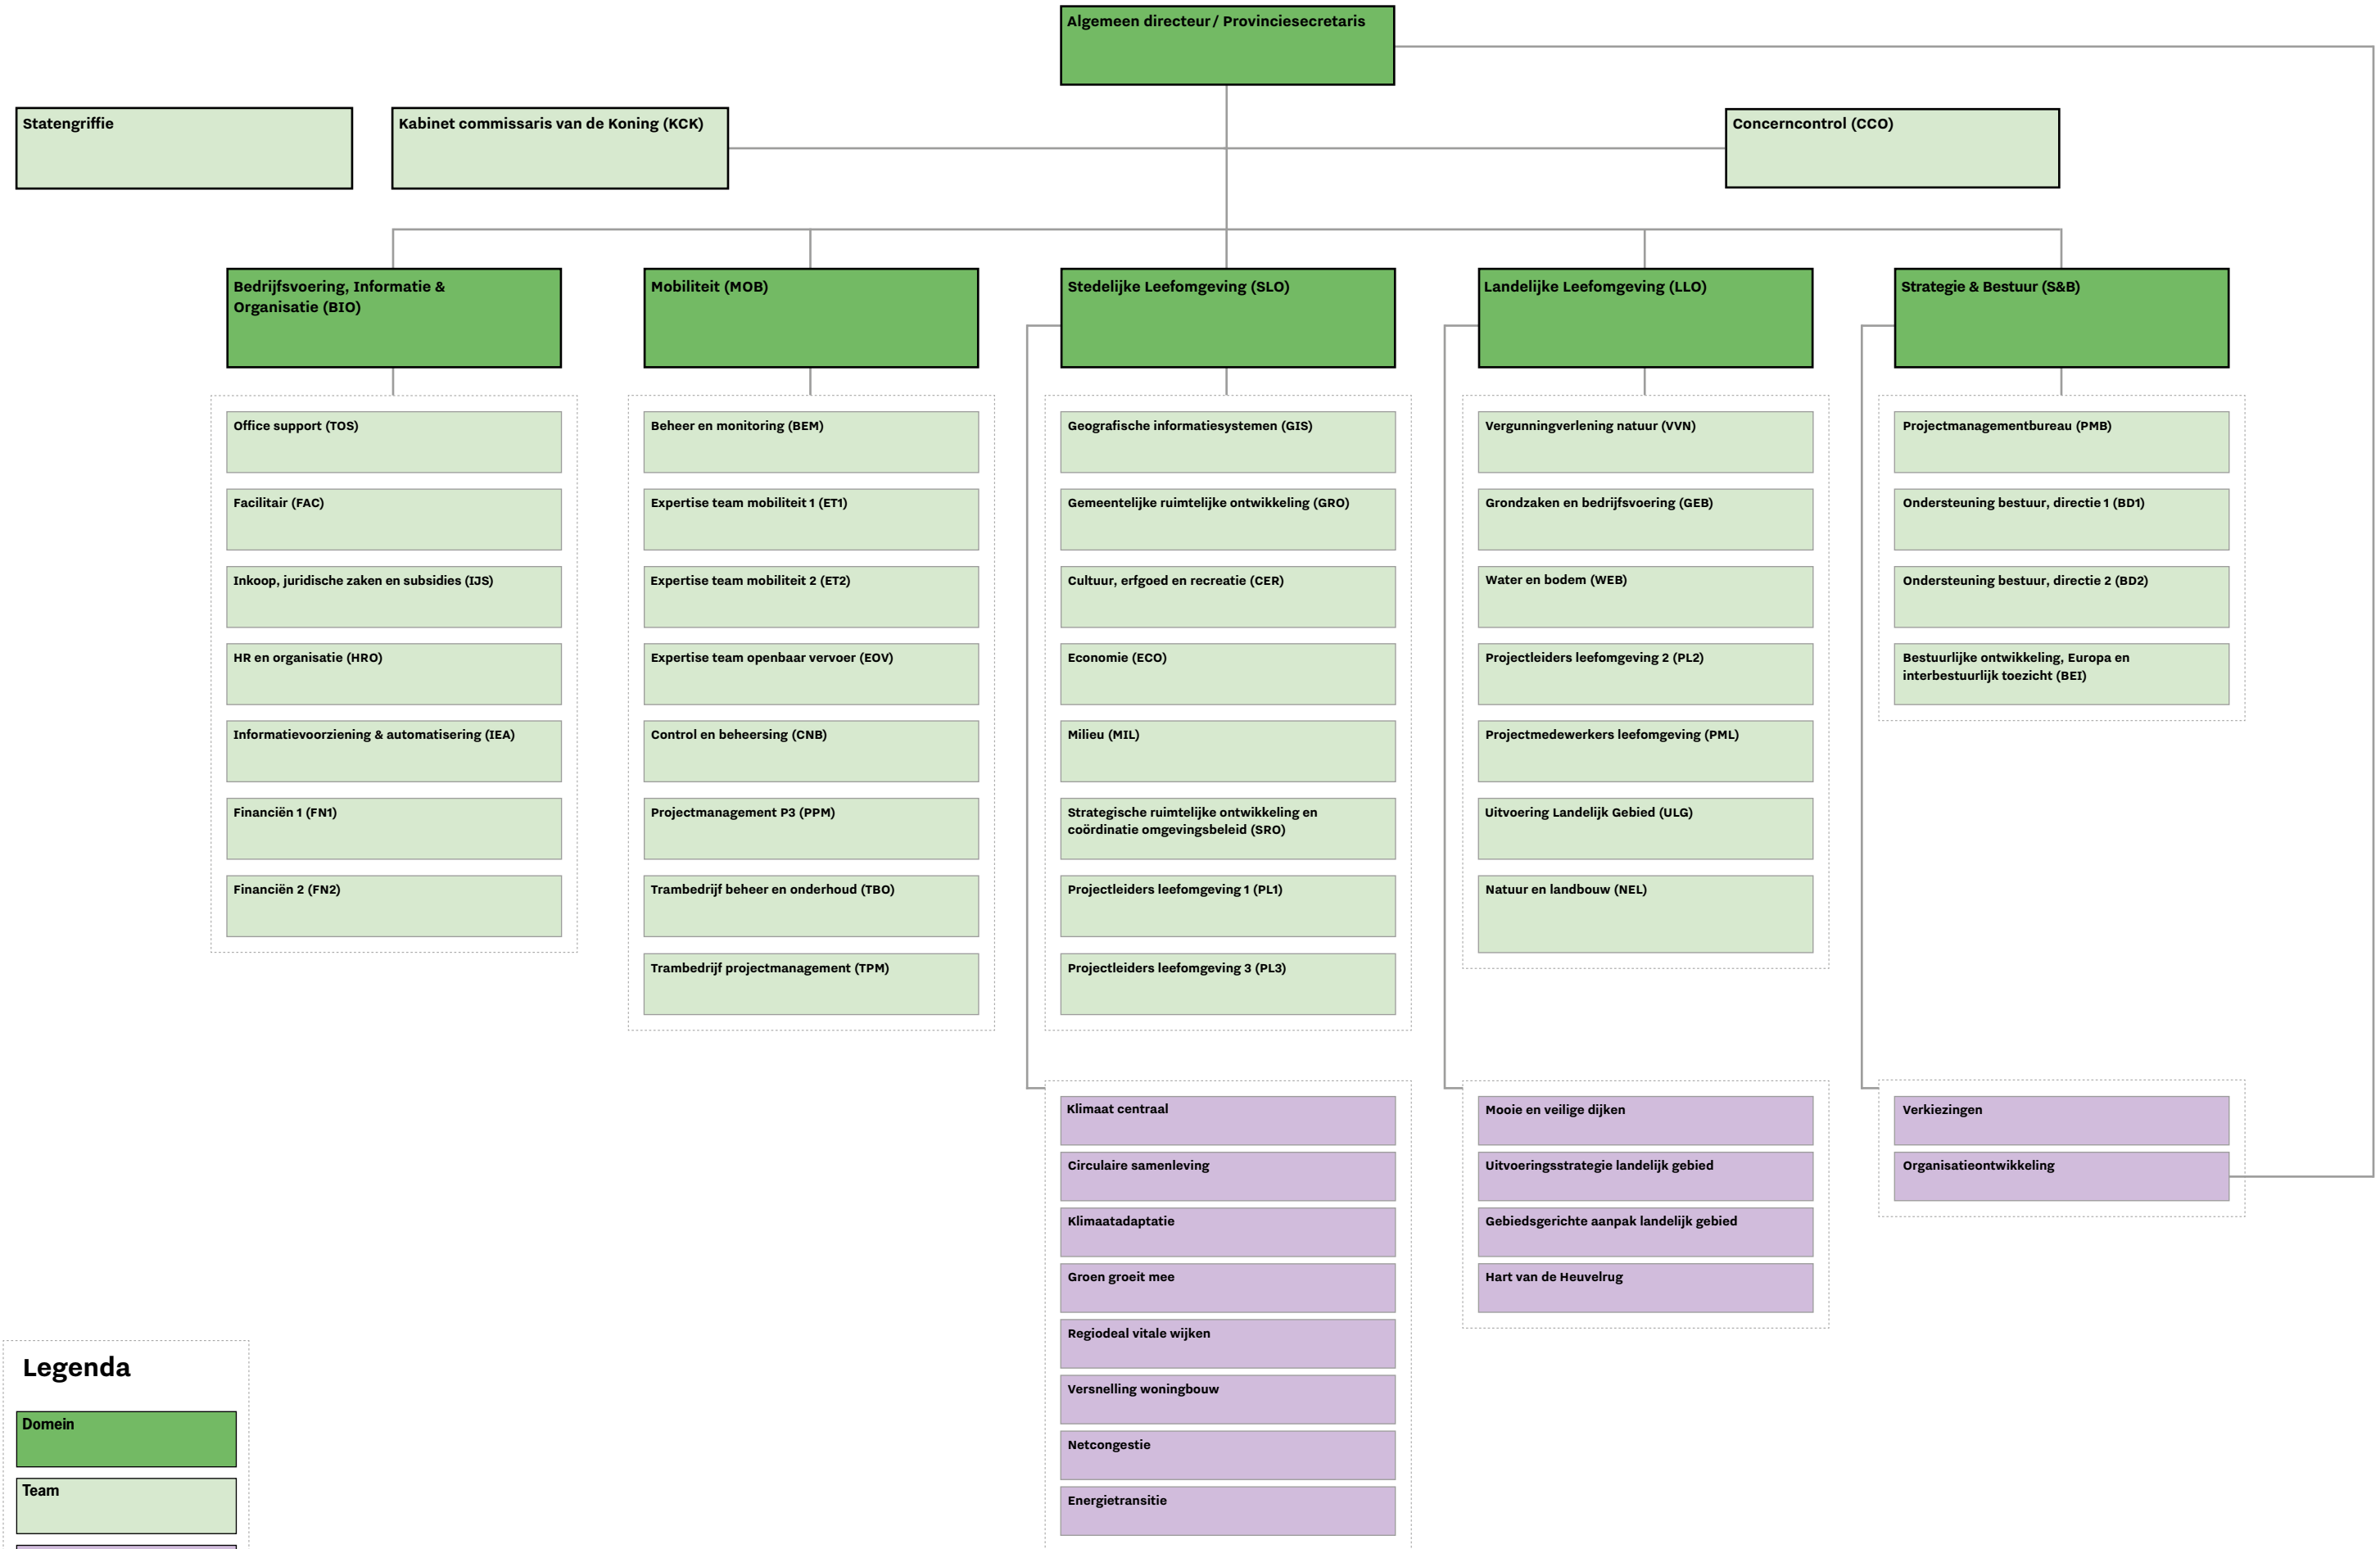 Algemeen directeur / Provinciesecretaris
Statengriffie
Kabinet commissaris van de Koning (KCK)
Concerncontrol (CCO)
Bedrijfsvoering, Informatie &
Organisatie (BIO)
Mobiliteit (MOB)
Stedelijke Leefomgeving (SLO)
Landelijke Leefomgeving (LLO)
Strategie & Bestuur (S&B)
Office support (TOS)
Facilitair (FAC)
Inkoop, juridische zaken en subsidies (IJS)
HR en organisatie (HRO)
Informatievoorziening & automatisering (IEA)
Financiën 1 (FN1)
Financiën 2 (FN2)
Beheer en monitoring (BEM)
Expertise team mobiliteit 1 (ET1)
Expertise team mobiliteit 2 (ET2)
Expertise team openbaar vervoer (EOV)
Control en beheersing (CNB)
Projectmanagement P3 (PPM)
Trambedrijf beheer en onderhoud (TBO)
Trambedrijf projectmanagement (TPM)
Geografische informatiesystemen (GIS)
Gemeentelijke ruimtelijke ontwikkeling (GRO)
Cultuur, erfgoed en recreatie (CER)
Economie (ECO)
Milieu (MIL)
Strategische ruimtelijke ontwikkeling en
coördinatie omgevingsbeleid (SRO)
Projectleiders leefomgeving 1 (PL1)
Projectleiders leefomgeving 3 (PL3)
Vergunningverlening natuur (VVN)
Grondzaken en bedrijfsvoering (GEB)
Water en bodem (WEB)
Projectleiders leefomgeving 2 (PL2)
Projectmedewerkers leefomgeving (PML)
Uitvoering Landelijk Gebied (ULG)
Natuur en landbouw (NEL)
Projectmanagementbureau (PMB)
Ondersteuning bestuur, directie 1 (BD1)
Ondersteuning bestuur, directie 2 (BD2)
Bestuurlijke ontwikkeling, Europa en
interbestuurlijk toezicht (BEI)
Klimaat centraal
Circulaire samenleving
Klimaatadaptatie
Groen groeit mee
Regiodeal vitale wijken
Versnelling woningbouw
Netcongestie
Energietransitie
Mooie en veilige dijken
Uitvoeringsstrategie landelijk gebied
Gebiedsgerichte aanpak landelijk gebied
Hart van de Heuvelrug
Verkiezingen
Organisatieontwikkeling
Legenda
Domein
Team